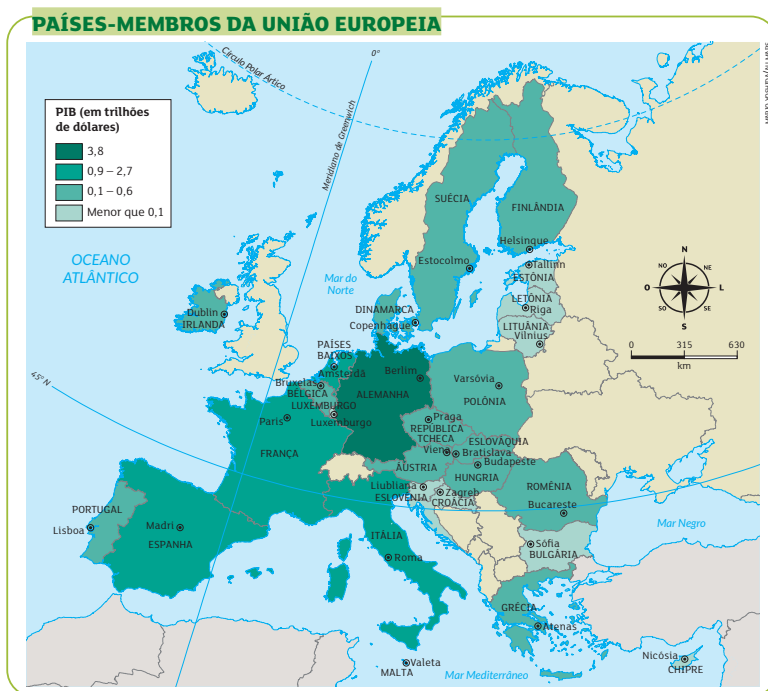 PAÍSES-MEMBROS DA UNIÃO EUROPEIA
Círculo Polar Ártico
0°
Meridiano de Greenwich
PIB (em trilhões
de dólares)
3,8
0,9 – 2,7
0,1 – 0,6
Menor que 0,1
OCEANO
ATLÂNTICO
Mar do
Norte
SUÉCIA
FINLÂNDIA
Helsinque
Estocolmo
Tallinn
ESTÔNIA
LETÔNIA
Riga
LITUÂNIA
Vilnius
N
NO
NE
O
L
SO
SE
S
0
315
630
km
Dublin
IRLANDA
DINAMARCA
Copenhague
PAÍSES
BAIXOS
Amsterdã
Berlim
Varsóvia
Bruxelas
BÉLGICA
ALEMANHA
POLÔNIA
LUXEMBURGO
Luxemburgo
45° N
Paris
Praga
REPÚBLICA
TCHECA
ESLOVÁQUIA
Viena
Bratislava
FRANÇA
Budapeste
ÁUSTRIA
HUNGRIA
Liubliana
ESLOVÊNIA
Zagreb
CROÁCIA
ROMÊNIA
Bucareste
PORTUGAL
Lisboa
Madri
ESPANHA
ITÁLIA
Roma
Mar Negro
Sófia
BULGÁRIA
GRÉCIA
Atenas
Valeta
MALTA
Mar Mediterrâneo
Nicósia
CHIPRE